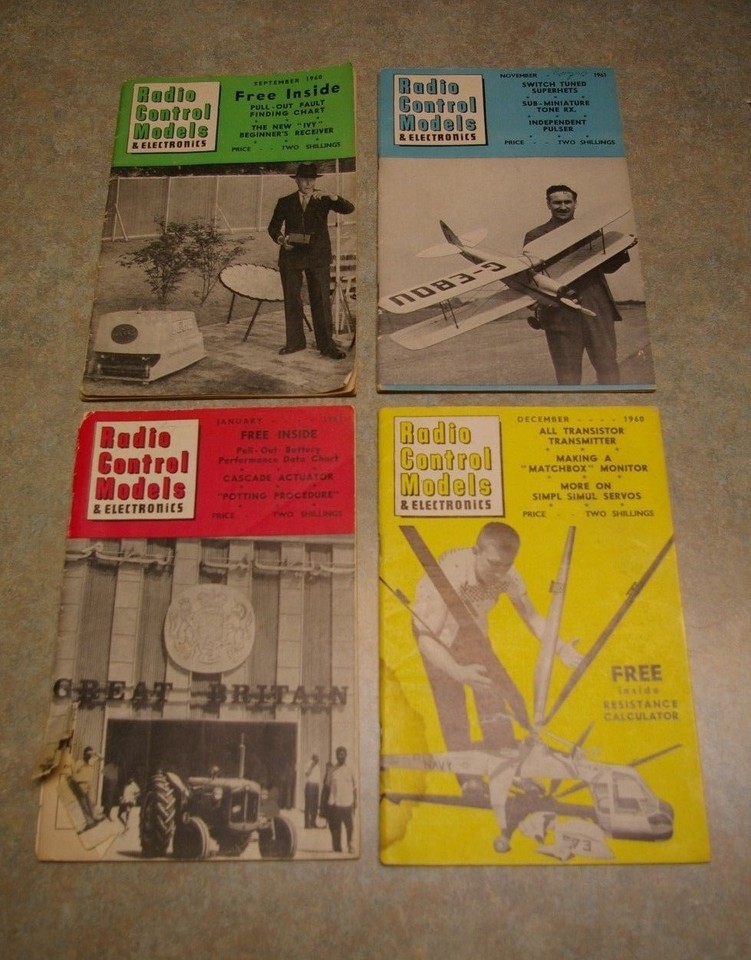 Radio
Control
Models
& ELECTRONICS
SEPTEMBER 1960
Free Inside
PULL-OUT FAULT
FINDING CHART
THE NEW "IVY"
BEGINNER'S RECEIVER
PRICE - - TWO SHILLINGS
Radio
Control
Models
& ELECTRONICS
NOVEMBER 1961
SWITCH TUNED
SUPERHETS
SUB-MINIATURE
TONE RX.
INDEPENDENT
PULSER
PRICE - - TWO SHILLINGS
G-EBOU
Radio
Control
Models
& ELECTRONICS
JANUARY
FREE INSIDE
Pull-Out Battery
Performance Data Chart
CASCADE ACTUATOR
"POTTING PROCEDURE"
PRICE TWO SHILLINGS
GREAT BRITAIN
Radio
Control
Models
& ELECTRONICS
DECEMBER - - - - 1960
ALL TRANSISTOR
TRANSMITTER
MAKING A
"MATCHBOX" MONITOR
MORE ON
SIMPL SIMUL SERVOS
PRICE - - TWO SHILLINGS
FREE
inside
RESISTANCE
CALCULATOR
NAVY